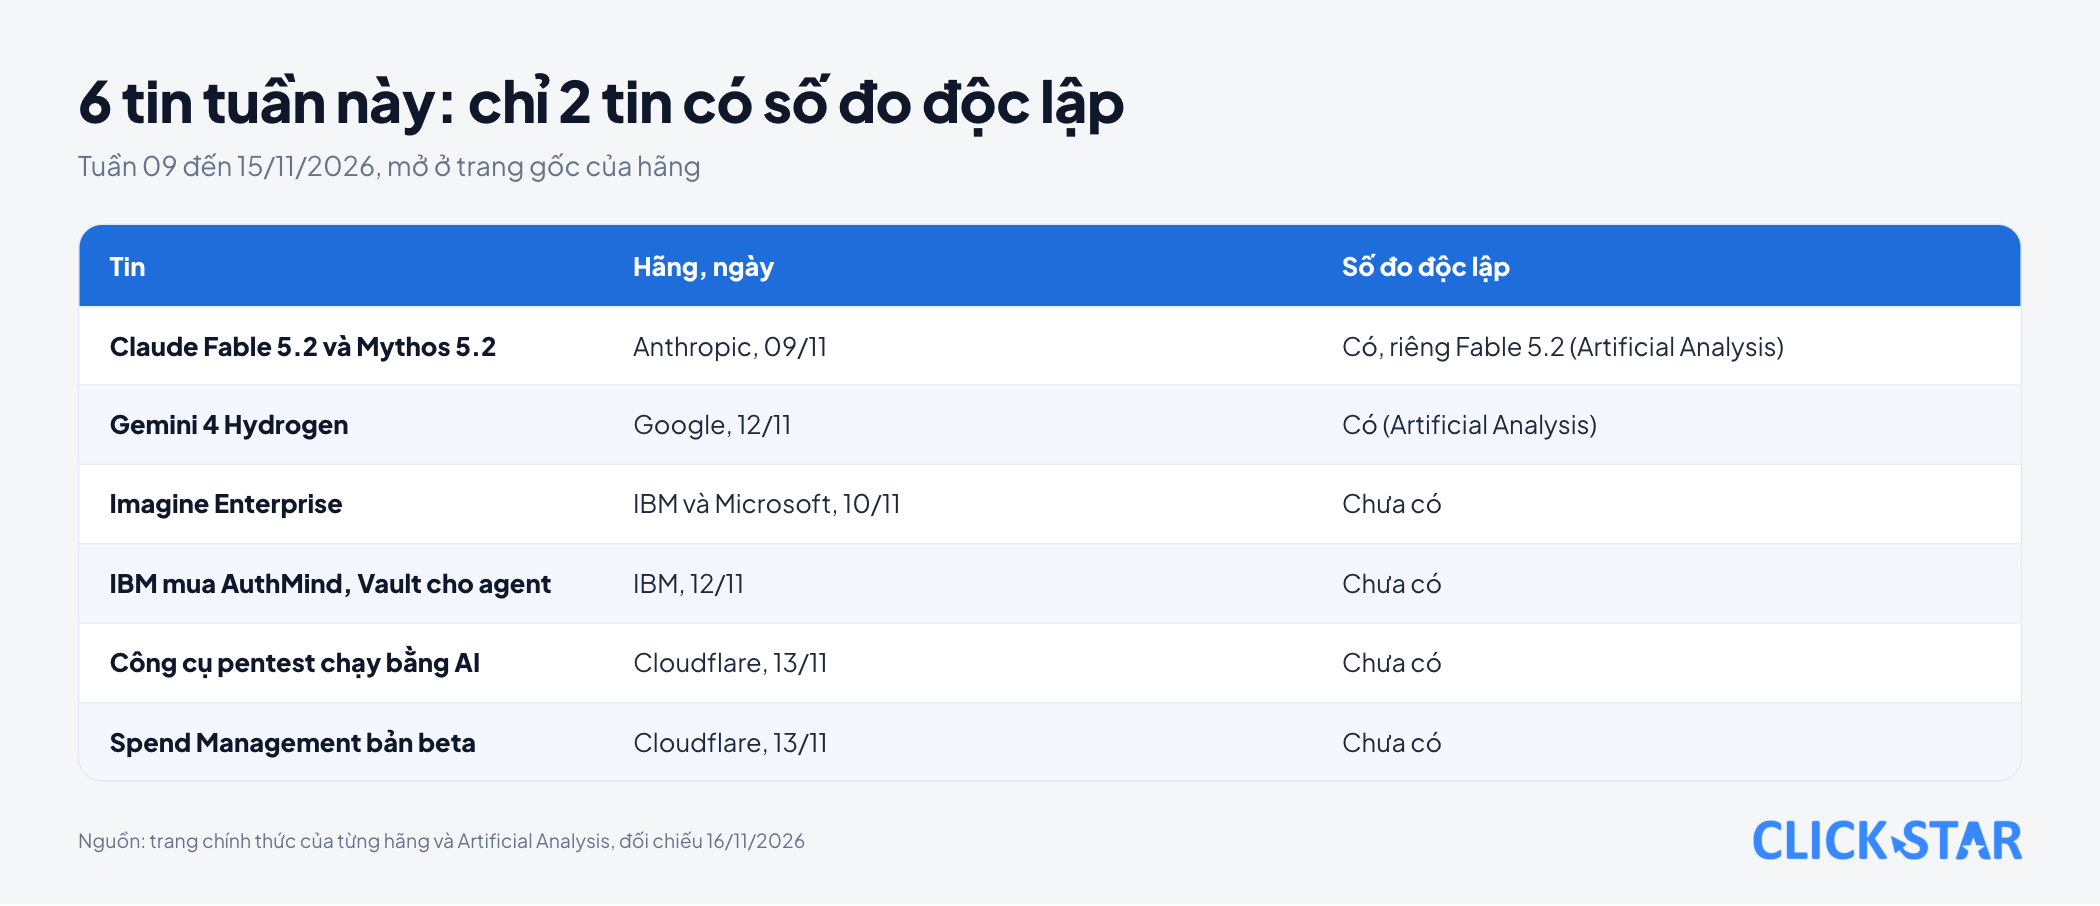 6 tin tuần này: chỉ 2 tin có số đo độc lập
Tuần 09 đến 15/11/2026, mở ở trang gốc của hãng
Tin Hãng, ngày Số đo độc lập
Claude Fable 5.2 và Mythos 5.2 Anthropic, 09/11 Có, riêng Fable 5.2 (Artificial Analysis)
Gemini 4 Hydrogen Google, 12/11 Có (Artificial Analysis)
Imagine Enterprise IBM và Microsoft, 10/11 Chưa có
IBM mua AuthMind, Vault cho agent IBM, 12/11 Chưa có
Công cụ pentest chạy bằng AI Cloudflare, 13/11 Chưa có
Spend Management bản beta Cloudflare, 13/11 Chưa có
Nguồn: trang chính thức của từng hãng và Artificial Analysis, đối chiếu 16/11/2026
CLICK STAR